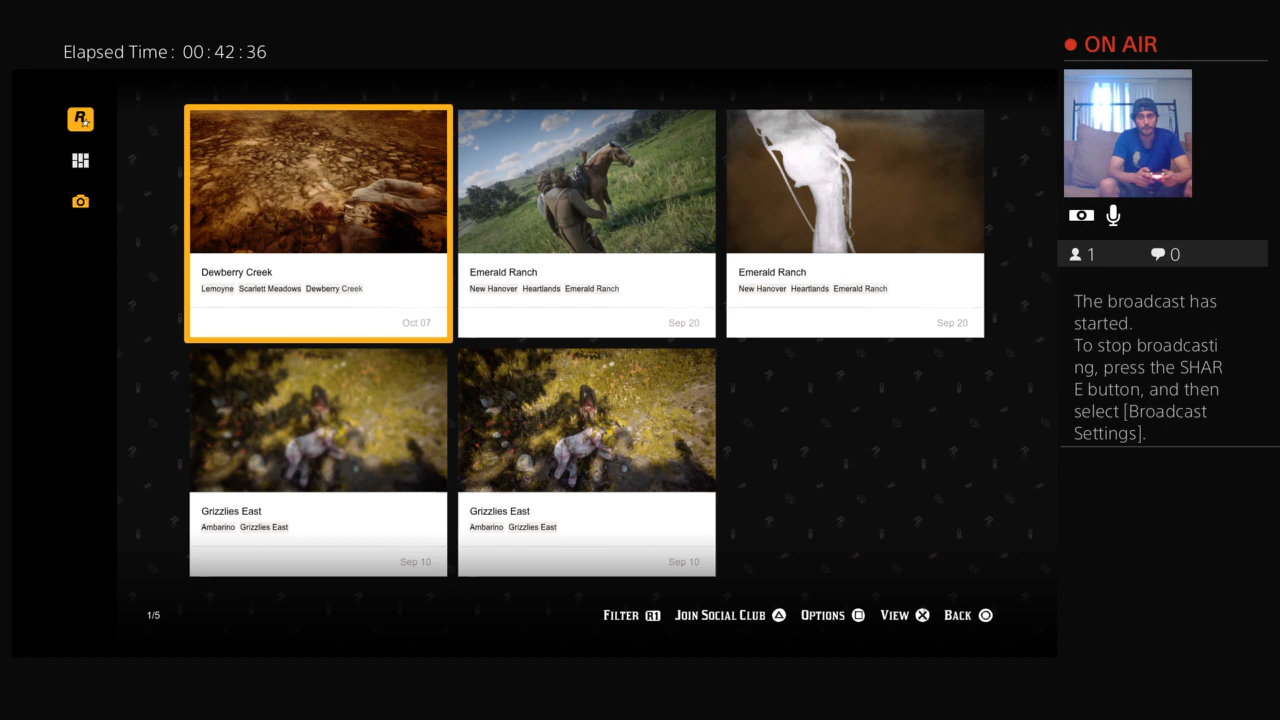 Elapsed Time: 00:42:36
ON AIR
R
Dewberry Creek
Lemoyne Scarlett Meadows Dewberry Creek
Oct 07
Emerald Ranch
New Hanover Heartlands Emerald Ranch
Sep 20
Emerald Ranch
New Hanover Heartlands Emerald Ranch
Sep 20
Grizzlies East
Ambarino Grizzlies East
Sep 10
Grizzlies East
Ambarino Grizzlies East
Sep 10
1/5
FILTER R1 JOIN SOCIAL CLUB OPTIONS VIEW BACK
1 0
The broadcast has
started.
To stop broadcasti
ng, press the SHAR
E button, and then
select [Broadcast
Settings].